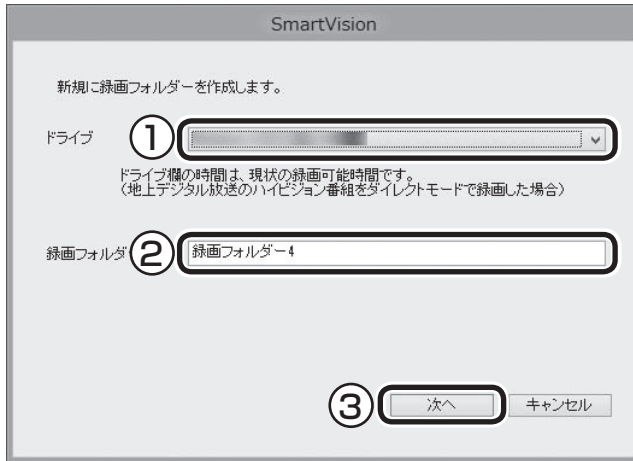 SmartVision
新規に録画フォルダーを作成します。
ドライブ ①
ドライブ欄の時間は、現状の録画可能時間です。
(地上デジタル放送のハイビジョン番組をダイレクトモードで録画した場合)
録画フォルダ ② 録画フォルダー4
③ 次へ キャンセル